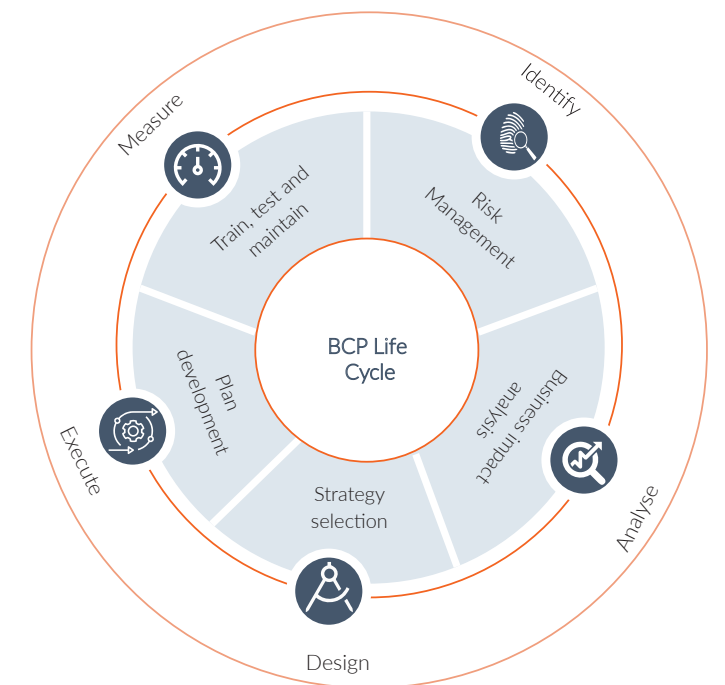 Identify
Measure
Risk
Management
Train, test and
maintain
BCP Life
Cycle
Business impact
analysis
Plan
development
Strategy
selection
Execute
Analyse
Design